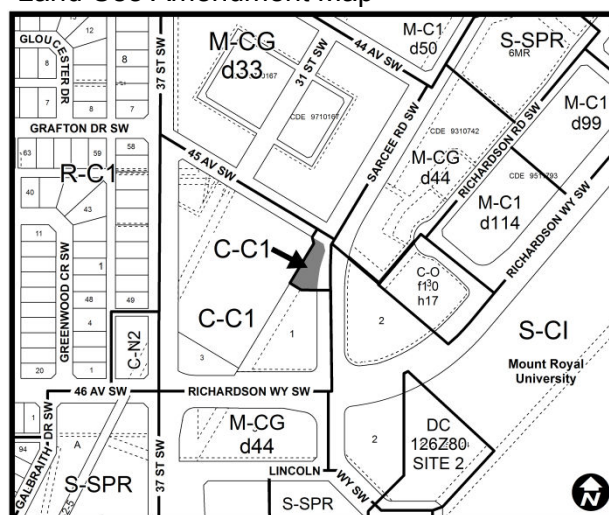 Land Use Amendment Map
GLOUCESTER DR
12
13
8
8
7
8
7
37 ST SW
M-CG
d33
31 ST SW
CDE 9710167
44 AV SW
M-C1
d50
S-SPR
6MR
M-C1
d99
GRAFTON DR SW
63
59
58
R-C1
40
43
45 AV SW
SARCEE RD SW
CDE 9310742
M-CG
d44
RICHARDSON RD SW
M-C1
d114
RICHARDSON WY SW
11
GREENWOOD CR SW
1
48
49
4
20
1
C-N2
C-C1
C-C1
1
3
C-O
h17
2
S-CI
Mount Royal
University
46 AV SW
RICHARDSON WY SW
1
GALBRAITH DR SW
94
A
S-SPR
37 ST SW
M-CG
d44
LINCOLN
WY SW
S-SPR
2
DC
126Z80
SITE 2
N